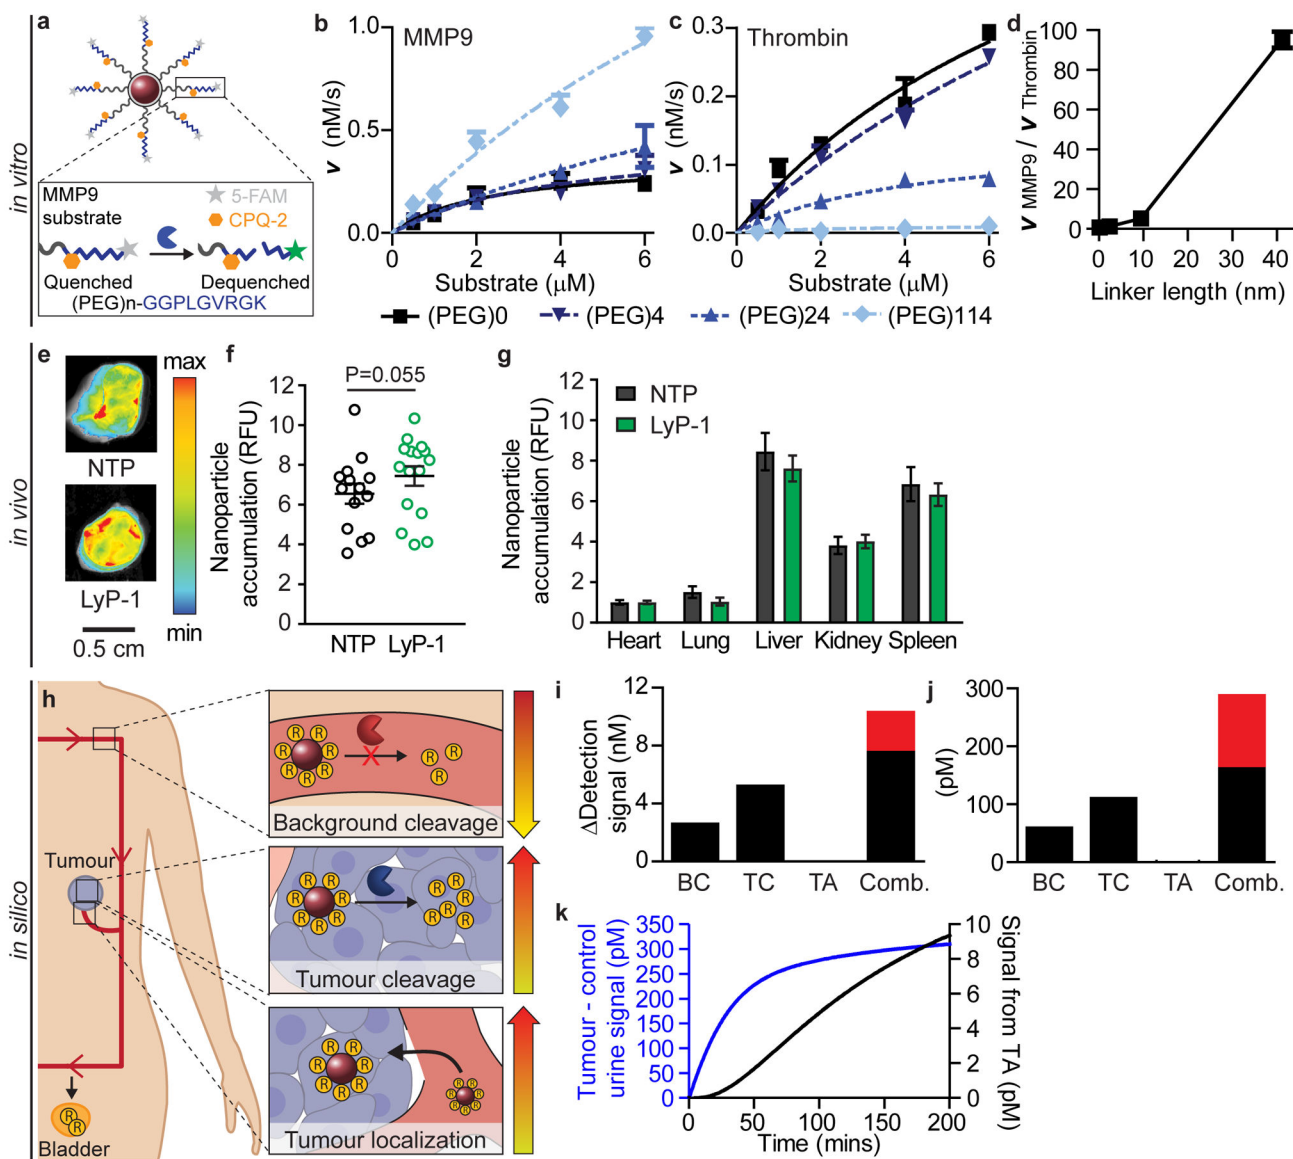 in vitro
a
MMP9
substrate
5-FAM
CPQ-2
Quenched
Dequenched
(PEG)n-GGPLGVRGK
b
MMP9
v (nM/s)
1.0
0.5
0.0
0 2 4 6
Substrate (μM)
c
Thrombin
v (nM/s)
0.3
0.2
0.1
0.0
0 2 4 6
Substrate (μM)
(PEG)0 (PEG)4 (PEG)24 (PEG)114
d
v MMP9 / v Thrombin
100
80
60
40
20
0
0 10 20 30 40
Linker length (nm)
in vivo
e
NTP
LyP-1
max
min
0.5 cm
f
P=0.055
Nanoparticle
accumulation (RFU)
12
10
8
6
4
2
0
NTP LyP-1
g
NTP
LyP-1
Nanoparticle
accumulation (RFU)
12
10
8
6
4
2
0
Heart Lung Liver Kidney Spleen
in silico
h
Tumour
Bladder
R R
R R R R R R R
R R R
Background cleavage
R R R R R R R
R R R R R R R
Tumour cleavage
R R R R R R R
R R R R R R R
Tumour localization
i
ΔDetection
signal (nM)
12
8
4
0
BC TC TA Comb.
j
(pM)
300
200
100
0
BC TC TA Comb.
k
Tumour - control
urine signal (pM)
350
300
250
200
150
100
50
0
0 50 100 150 200
Time (mins)
10
8
6
4
2
0
Signal from
TA (pM)